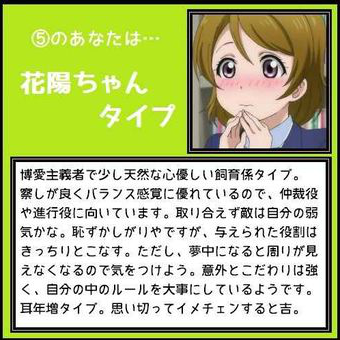 ⑤のあなたは…
花陽ちゃん
タイプ
博愛主義者で少し天然な心優しい飼育係タイプ。
察しが良くバランス感覚に優れているので、仲裁役
や進行役に向いています。取り合えず敵は自分の弱
気かな。恥ずかしがりやですが、与えられた役割は
きっちりとこなす。ただし、夢中になると周りが見
えなくなるので気をつけよう。意外とこだわりは強
く、自分の中のルールを大事にしているようです。
耳年増タイプ。思い切ってイメチェンすると吉。